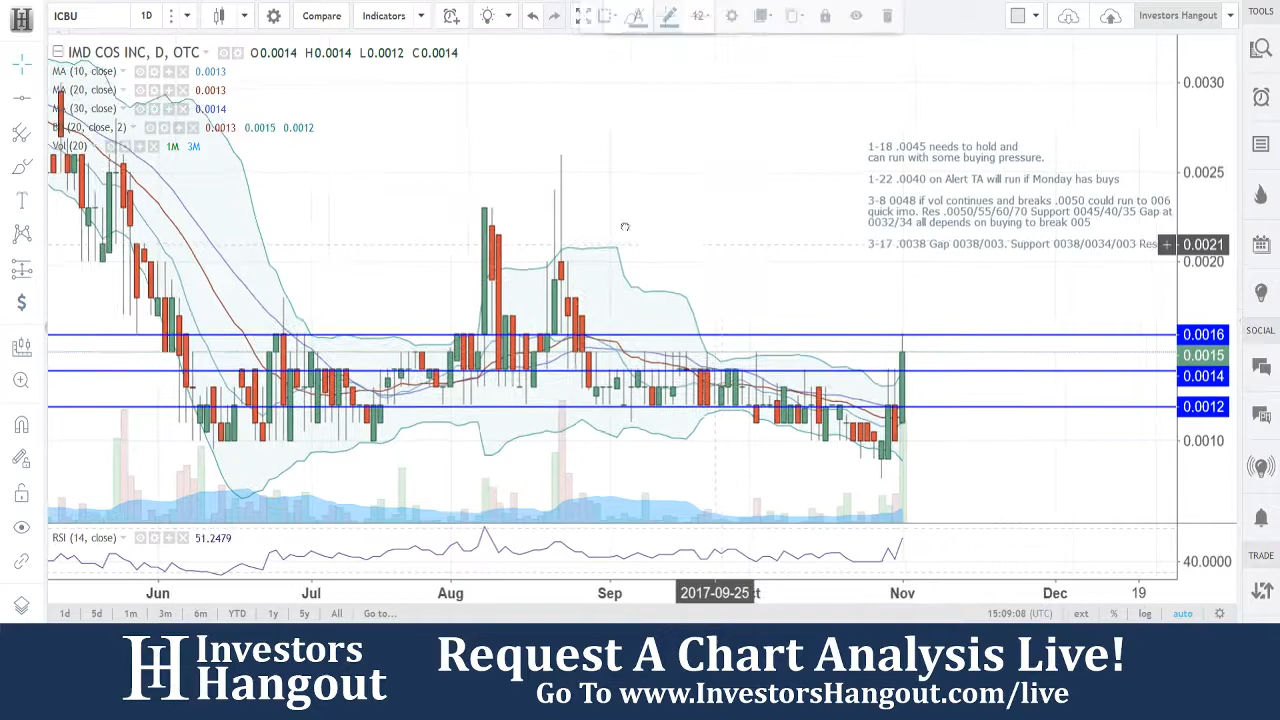 ICBU
1D
Compare
Indicators
Investors Hangout
TOOLS
IMD COS INC, D, OTC
O0.0014 H0.0014 L0.0012 C0.0014
MA (10, close) 0.0013
MA (20, close) 0.0013
(30, close) 0.0014
(20, close, 2) 0.0013 0.0015 0.0012
Vol (20) 1M 3M
1-18 .0045 needs to hold and
can run with some buying pressure.
1-22 .0040 on Alert TA will run if Monday has buys
3-8 0048 if vol continues and breaks .0050 could run to 006
quick imo. Res .0050/55/60/70 Support 0045/40/35 Gap at
0032/34 all depends on buying to break 005
3-17 .0038 Gap 0038/003. Support 0038/0034/003 Res
0.0030
0.0025
0.0021
0.0020
0.0016
0.0015
0.0014
0.0012
0.0010
SOCIAL
TRADE
RSI (14, close) 51.2479
40.0000
Jun Jul Aug Sep 2017-09-25 Nov Dec 19
1d 5d 1m 3m 6m YTD 1y 5y All Go to...
15:09:08 (UTC) ext % log auto
Investors
Hangout
Request A Chart Analysis Live!
Go To www.InvestorsHangout.com/live